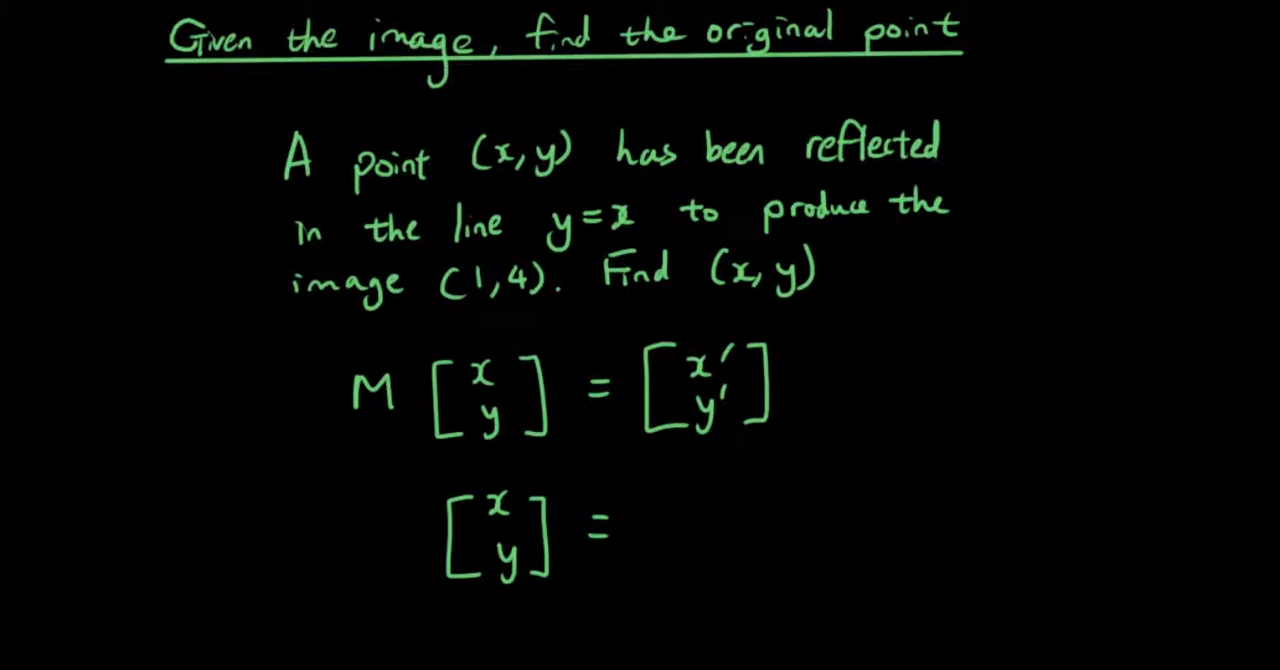 Given the image, find the original point
A point (x,y) has been reflected
in the line y=x to produce the
image (1,4). Find (x,y)
M [x y] = [x' y']
[x y] =